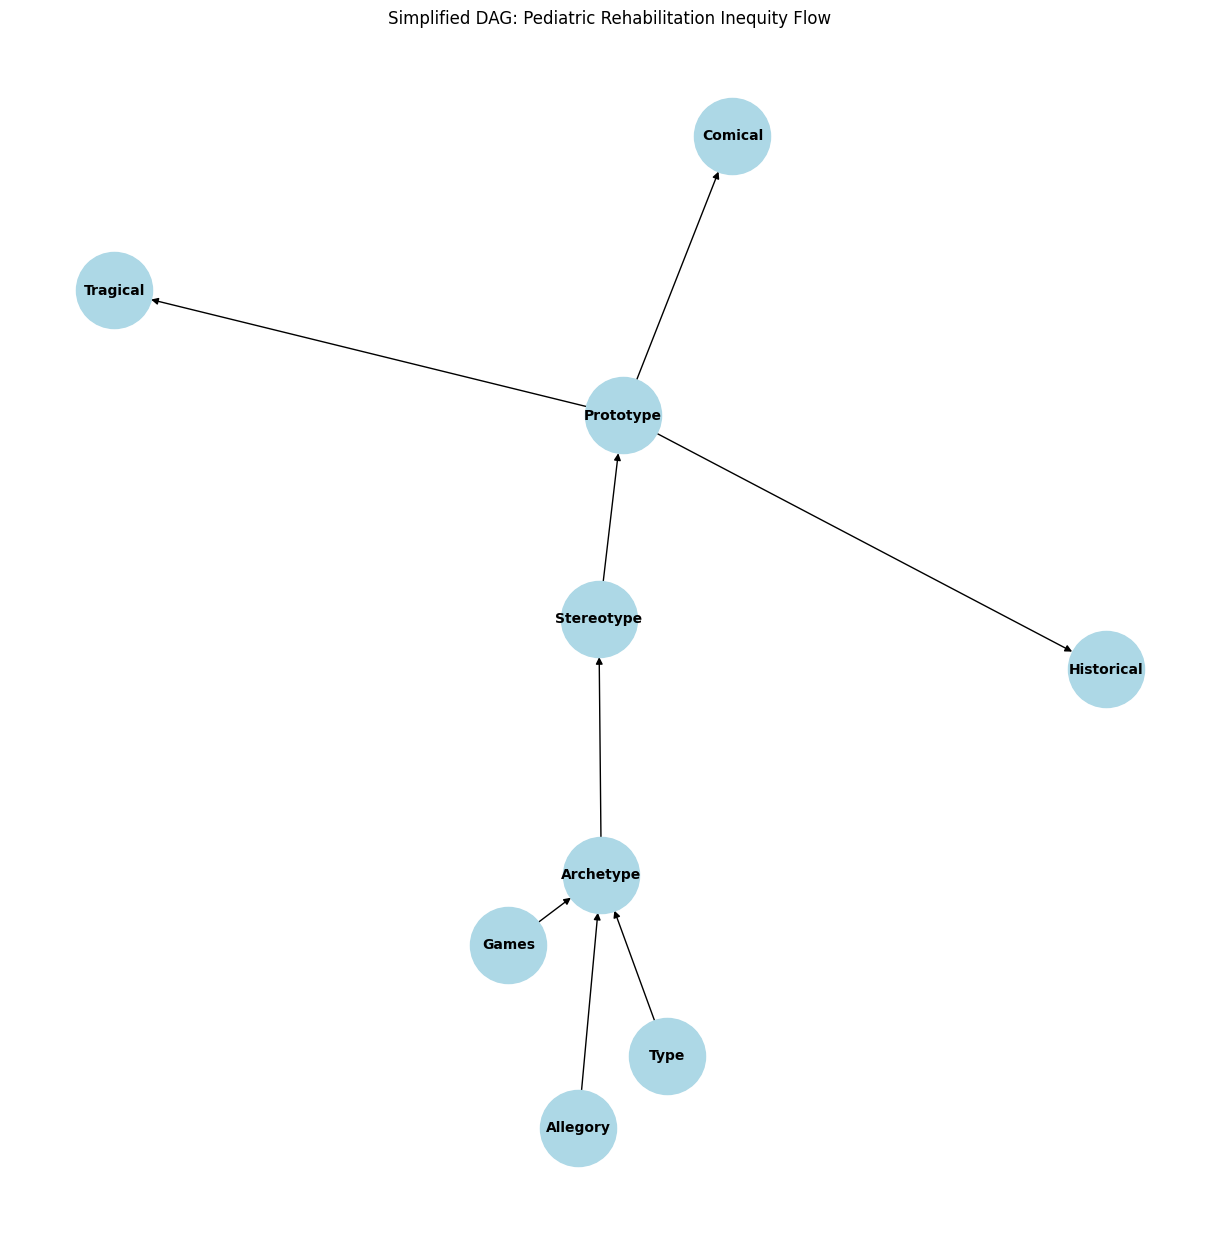 Simplified DAG: Pediatric Rehabilitation Inequity Flow
Comical
Tragical
Prototype
Stereotype
Historical
Archetype
Games
Type
Allegory